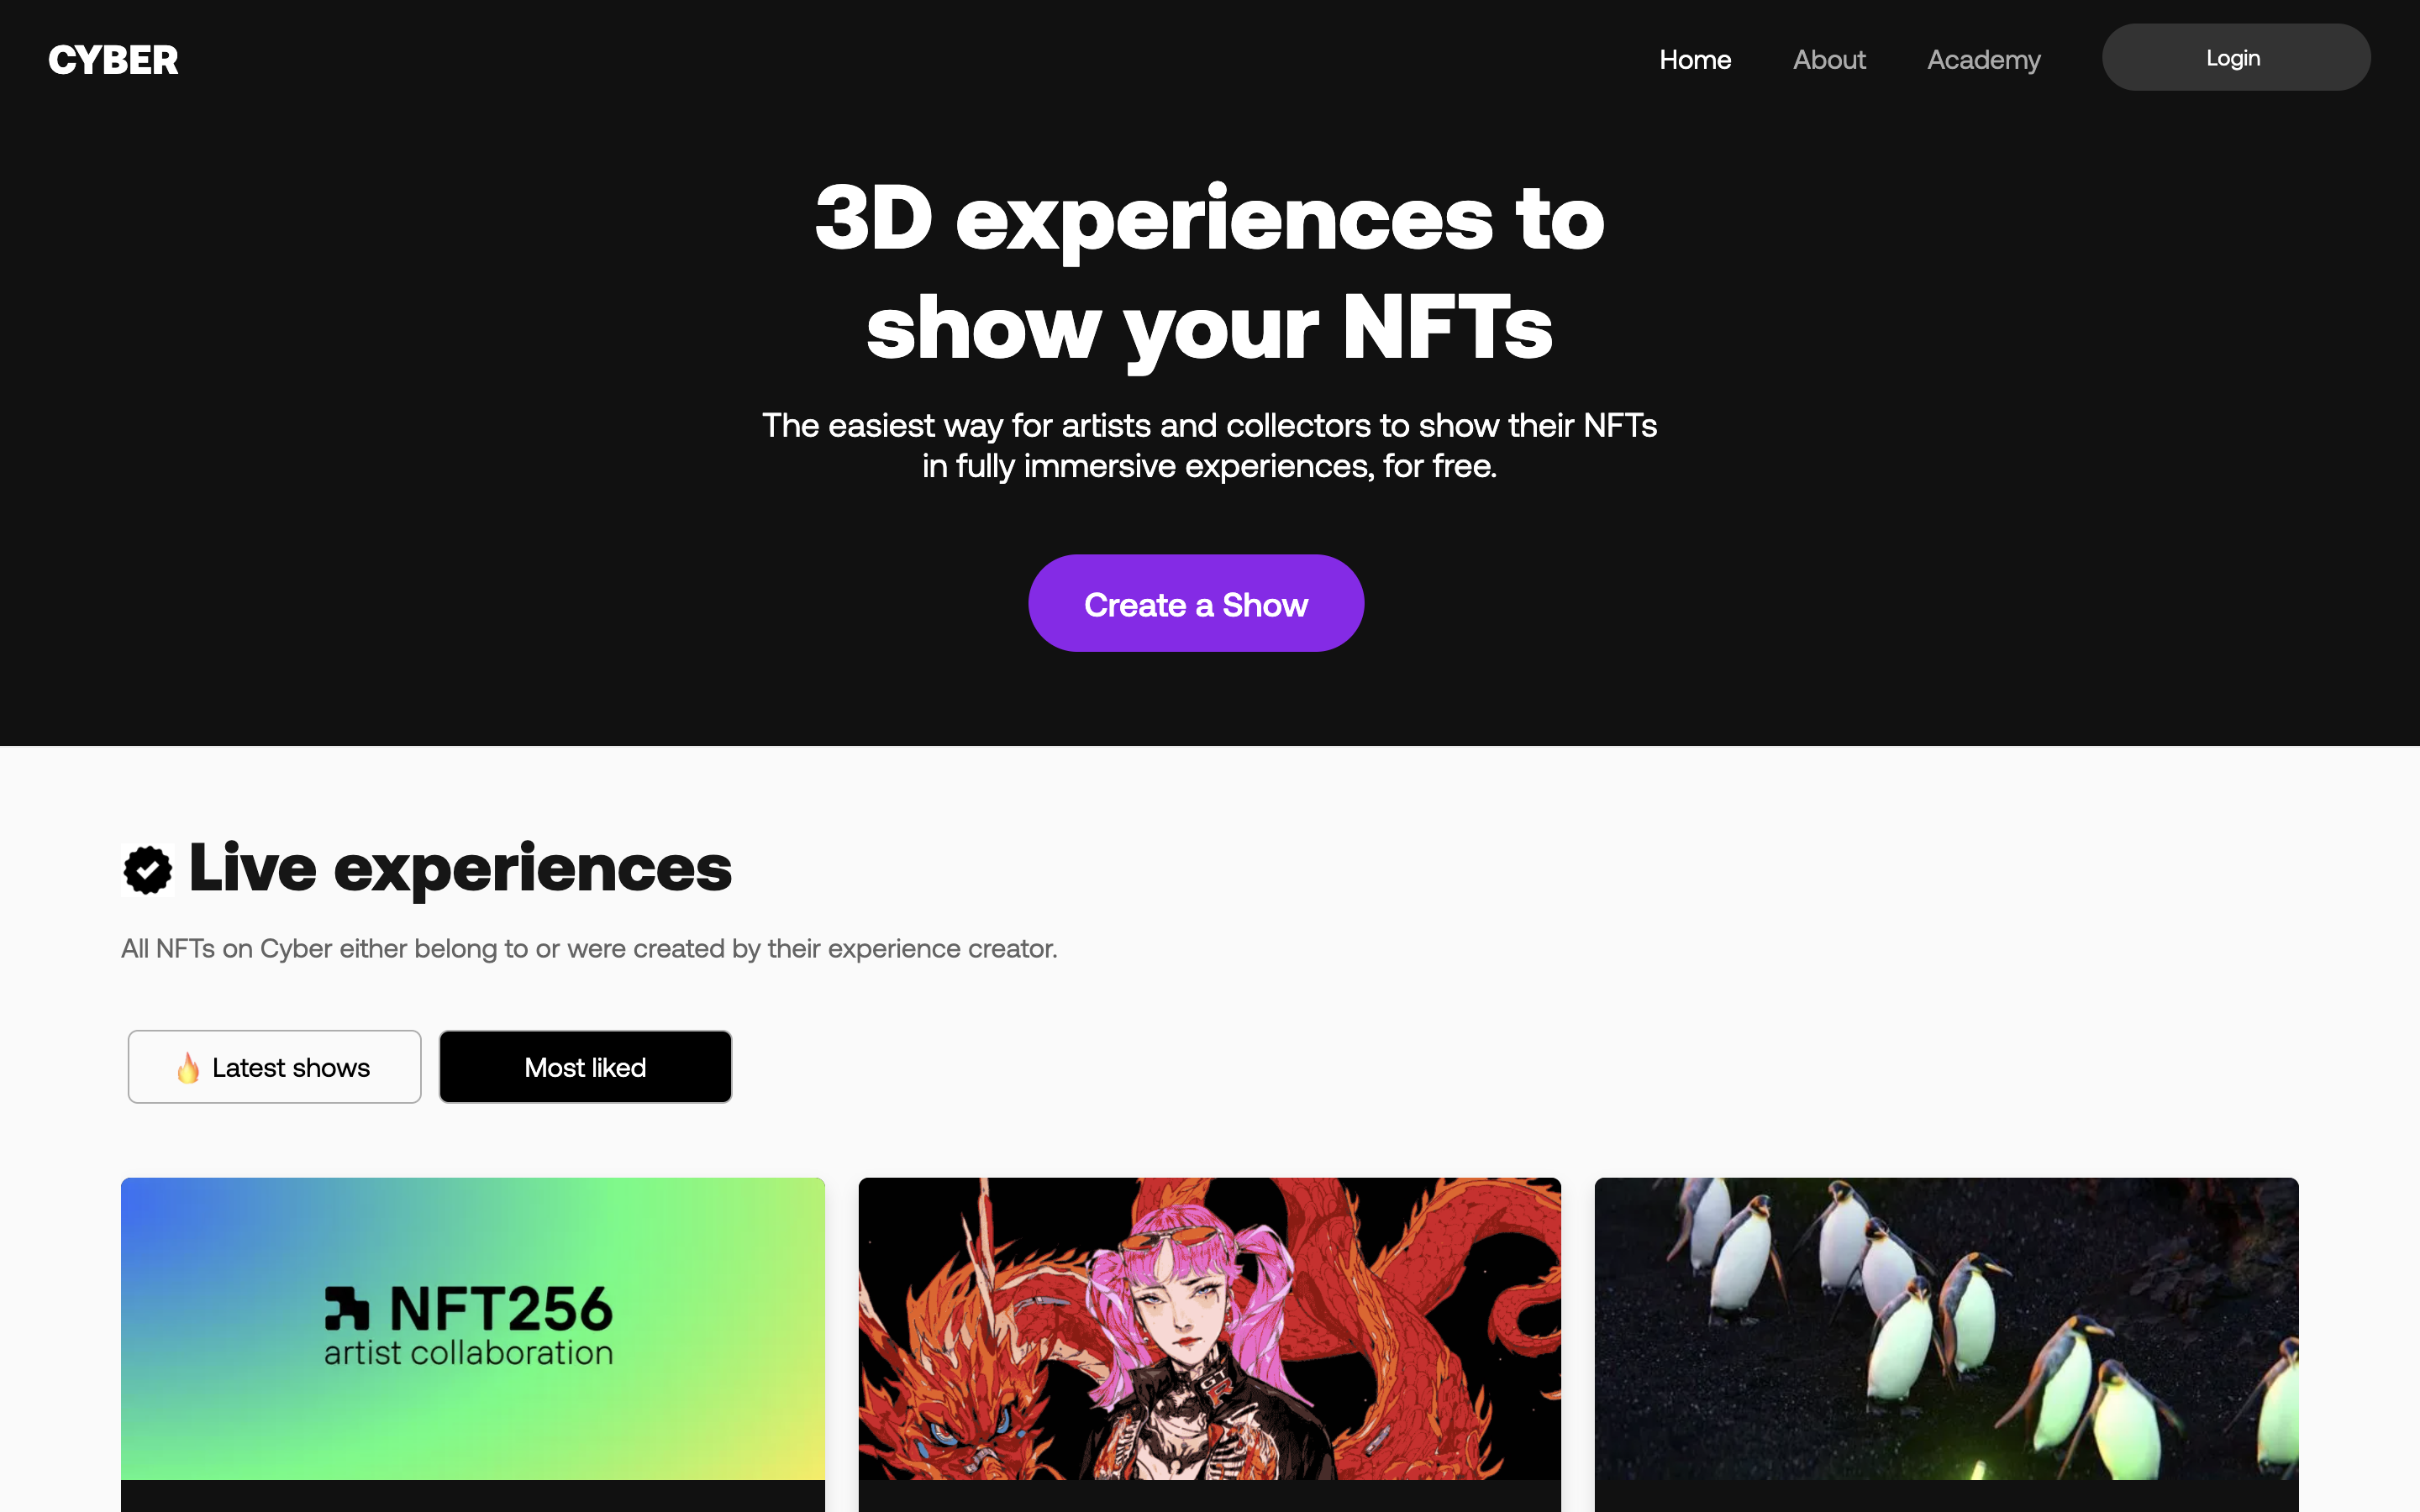 CYBER
Home
About
Academy
Login
3D experiences to
show your NFTs
The easiest way for artists and collectors to show their NFTs
in fully immersive experiences, for free.
Create a Show
Live experiences
All NFTs on Cyber either belong to or were created by their experience creator.
🔥 Latest shows
Most liked
NFT256
artist collaboration
GT
R